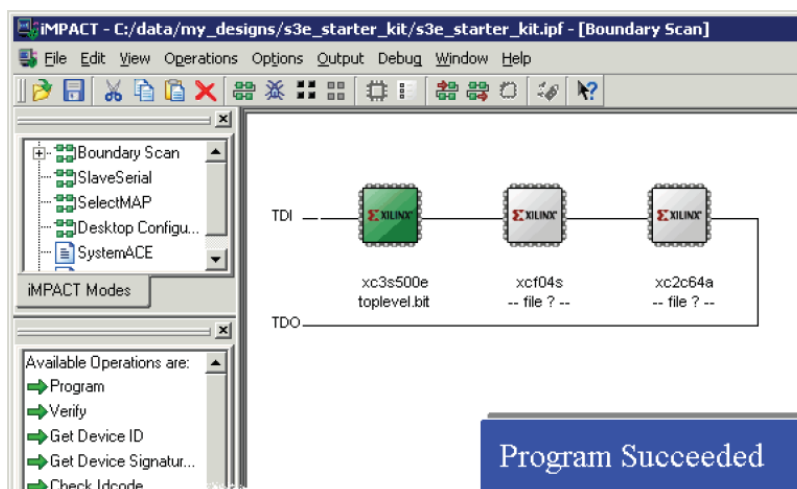 iMPACT - C:/data/my_designs/s3e_starter_kit/s3e_starter_kit.ipf - [Boundary Scan]
File Edit View Operations Options Output Debug Window Help
Boundary Scan
SlaveSerial
SelectMAP
Desktop Configu...
SystemACE
iMPACT Modes
Available Operations are:
Program
Verify
Get Device ID
Get Device Signatur...
Check Idcode
TDI
XILINX XILINX XILINX
xc3s500e xcf04s xc2c64a
toplevel.bit -- file ? -- -- file ? --
TDO
Program Succeeded